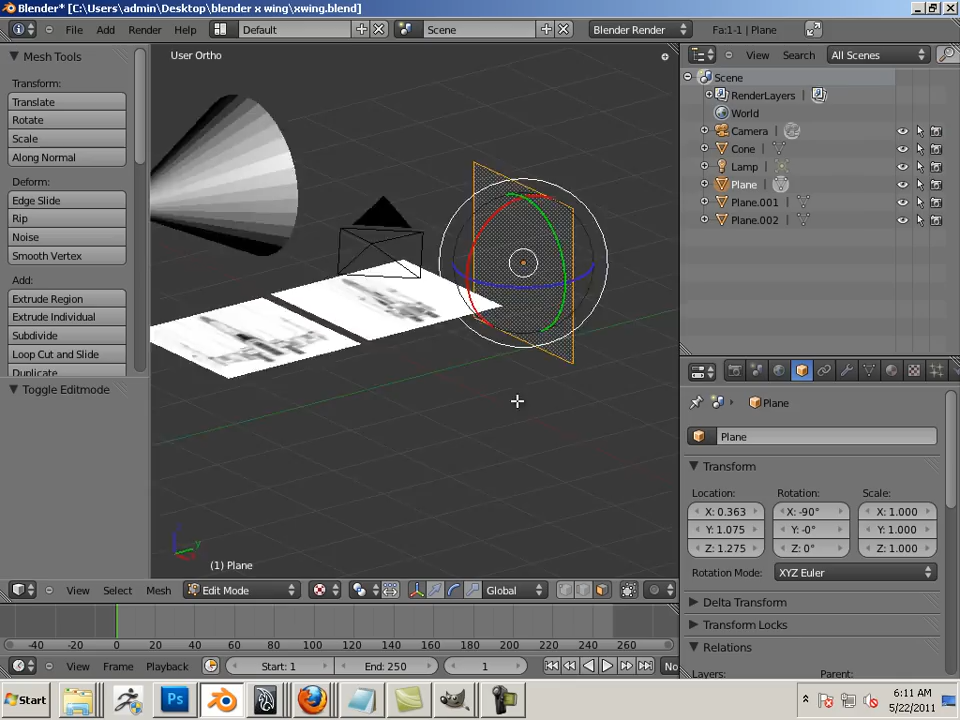 Blender* [C:\Users\admin\Desktop\blender x wing\xwing.blend]
File Add Render Help Default Scene Blender Render Fa:1-1 | Plane
Mesh Tools
Transform:
Translate
Rotate
Scale
Along Normal
Deform:
Edge Slide
Rip
Noise
Smooth Vertex
Add:
Extrude Region
Extrude Individual
Subdivide
Loop Cut and Slide
Duplicate
Toggle Editmode
User Ortho
z
y
(1) Plane
View Select Mesh Edit Mode Global
-40 -20 0 20 40 60 80 100 120 140 160 180 200 220 240 260
View Frame Playback Start: 1 End: 250 1 No
View Search All Scenes
Scene
RenderLayers |
World
Camera |
Cone |
Lamp |
Plane |
Plane.001 |
Plane.002 |
Plane
Plane
Transform
Location: Rotation: Scale:
X: 0.363 X: -90° X: 1.000
Y: 1.075 Y: -0° Y: 1.000
Z: 1.275 Z: 0° Z: 1.000
Rotation Mode: XYZ Euler
Delta Transform
Transform Locks
Relations
Layers: Parent:
Start Ps 6:11 AM
5/22/2011